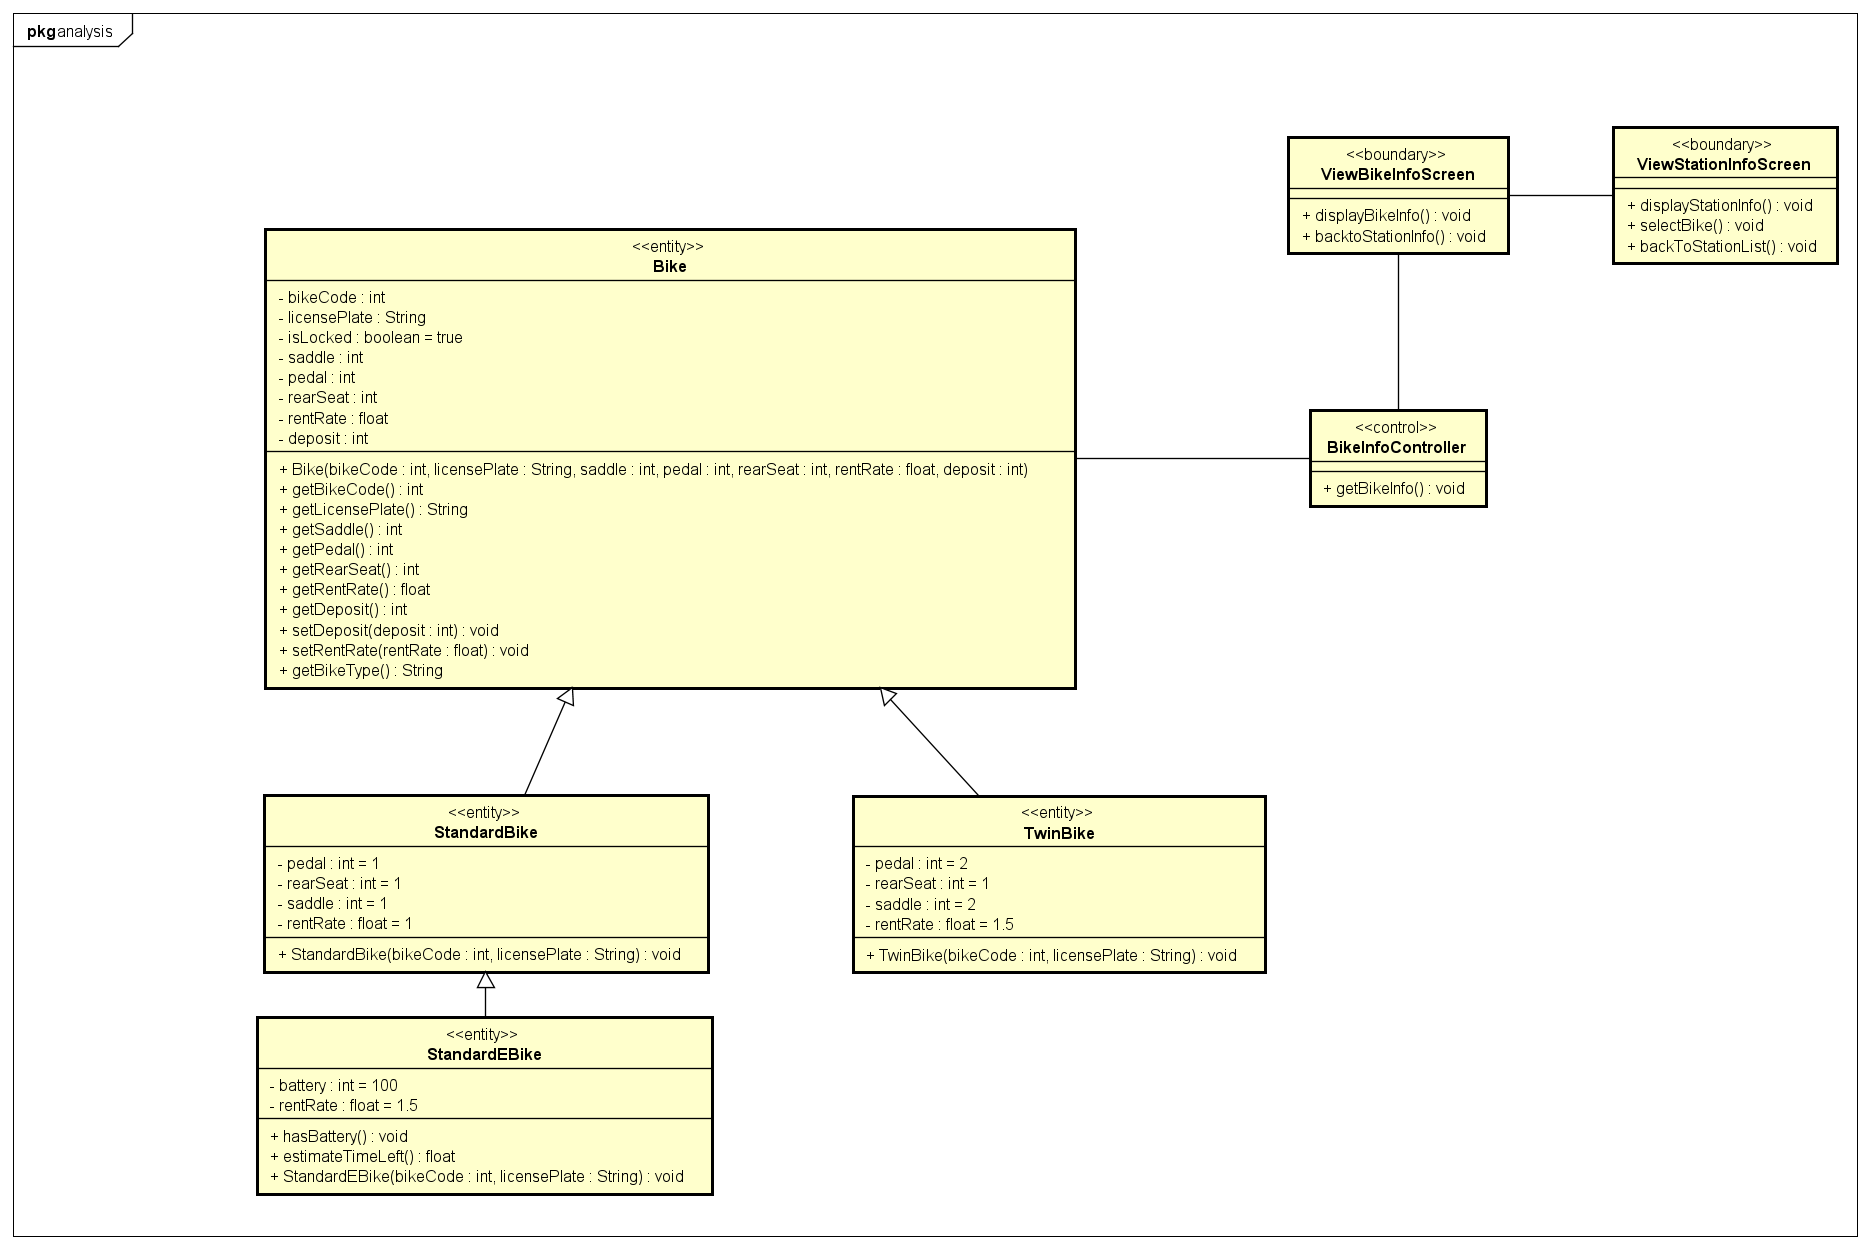 pkg analysis
<<boundary>>
ViewBikeInfoScreen
+ displayBikeInfo() : void
+ backtoStationInfo() : void
<<boundary>>
ViewStationInfoScreen
+ displayStationInfo() : void
+ selectBike() : void
+ backToStationList() : void
<<entity>>
Bike
- bikeCode : int
- licensePlate : String
- isLocked : boolean = true
- saddle : int
- pedal : int
- rearSeat : int
- rentRate : float
- deposit : int
+ Bike(bikeCode : int, licensePlate : String, saddle : int, pedal : int, rearSeat : int, rentRate : float, deposit : int)
+ getBikeCode() : int
+ getLicensePlate() : String
+ getSaddle() : int
+ getPedal() : int
+ getRearSeat() : int
+ getRentRate() : float
+ getDeposit() : int
+ setDeposit(deposit : int) : void
+ setRentRate(rentRate : float) : void
+ getBikeType() : String
<<control>>
BikeInfoController
+ getBikeInfo() : void
<<entity>>
StandardBike
- pedal : int = 1
- rearSeat : int = 1
- saddle : int = 1
- rentRate : float = 1
+ StandardBike(bikeCode : int, licensePlate : String) : void
<<entity>>
TwinBike
- pedal : int = 2
- rearSeat : int = 1
- saddle : int = 2
- rentRate : float = 1.5
+ TwinBike(bikeCode : int, licensePlate : String) : void
<<entity>>
StandardEBike
- battery : int = 100
- rentRate : float = 1.5
+ hasBattery() : void
+ estimateTimeLeft() : float
+ StandardEBike(bikeCode : int, licensePlate : String) : void